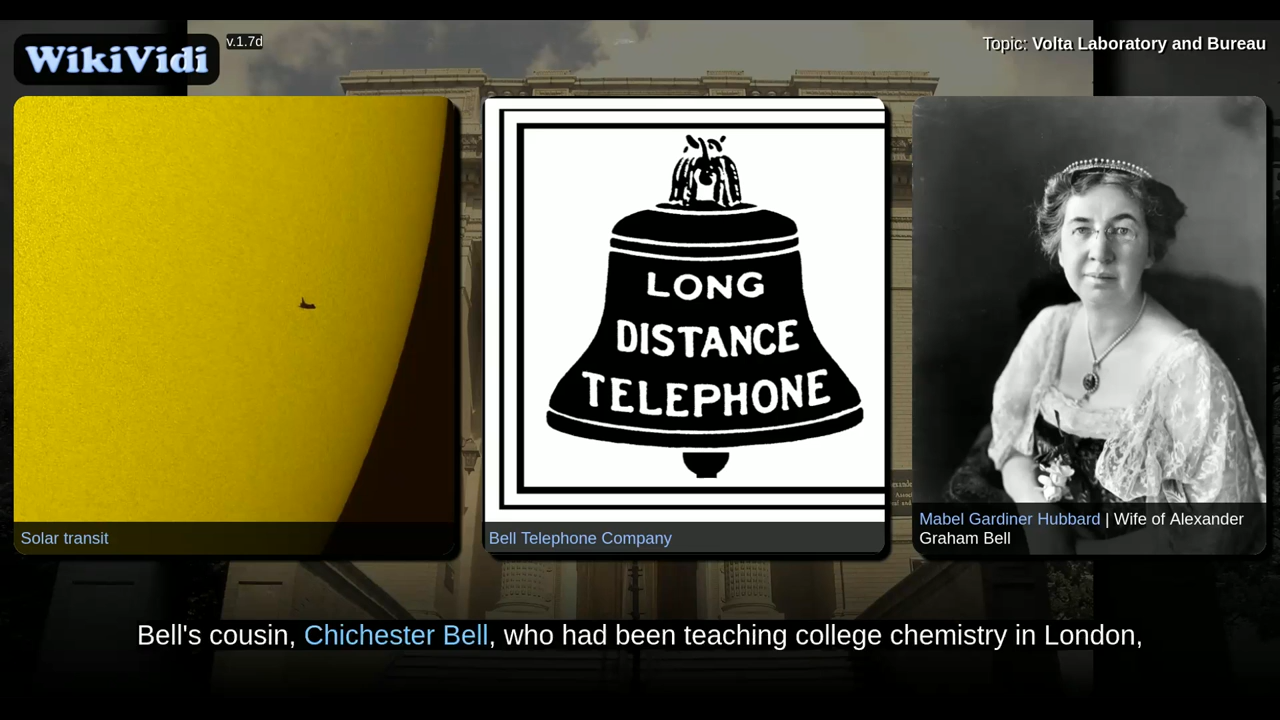 WikiVidi
v.1.7d
Topic: Volta Laboratory and Bureau
LONG
DISTANCE
TELEPHONE
Solar transit
Bell Telephone Company
Mabel Gardiner Hubbard | Wife of Alexander
Graham Bell
Bell's cousin, Chichester Bell, who had been teaching college chemistry in London,